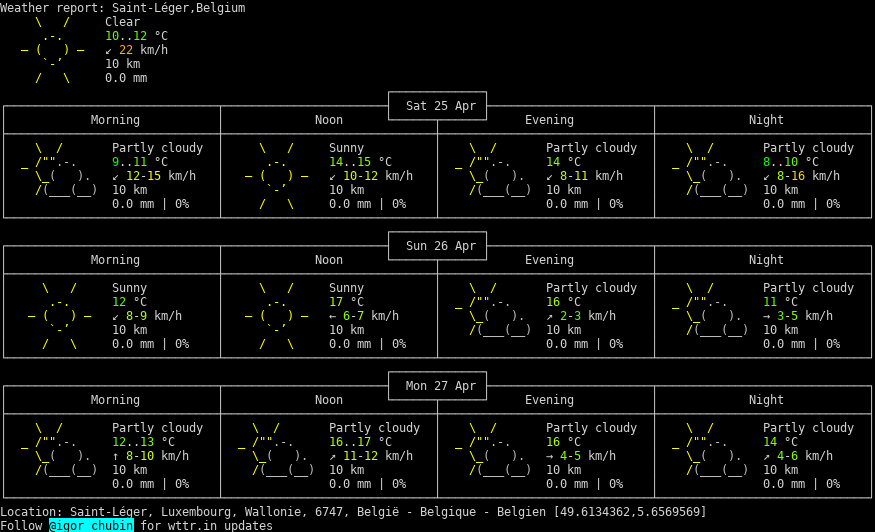 Weather report: Saint-Léger,Belgium
Clear
10..12 °C
↙ 22 km/h
10 km
0.0 mm
Sat 25 Apr
Morning Noon Evening Night
Partly cloudy Sunny Partly cloudy Partly cloudy
9..11 °C 14..15 °C 14 °C 8..10 °C
↙ 12-15 km/h ↙ 10-12 km/h ↙ 8-11 km/h ↙ 8-16 km/h
10 km 10 km 10 km 10 km
0.0 mm | 0% 0.0 mm | 0% 0.0 mm | 0% 0.0 mm | 0%
Sun 26 Apr
Morning Noon Evening Night
Sunny Sunny Partly cloudy Partly cloudy
12 °C 17 °C 16 °C 11 °C
↙ 8-9 km/h ← 6-7 km/h ↗ 2-3 km/h → 3-5 km/h
10 km 10 km 10 km 10 km
0.0 mm | 0% 0.0 mm | 0% 0.0 mm | 0% 0.0 mm | 0%
Mon 27 Apr
Morning Noon Evening Night
Partly cloudy Partly cloudy Partly cloudy Partly cloudy
12..13 °C 16..17 °C 16 °C 14 °C
↑ 8-10 km/h ↗ 11-12 km/h → 4-5 km/h ↗ 4-6 km/h
10 km 10 km 10 km 10 km
0.0 mm | 0% 0.0 mm | 0% 0.0 mm | 0% 0.0 mm | 0%
Location: Saint-Léger, Luxembourg, Wallonie, 6747, België - Belgique - Belgien [49.6134362,5.6569569]
Follow @igor_chubin for wttr.in updates